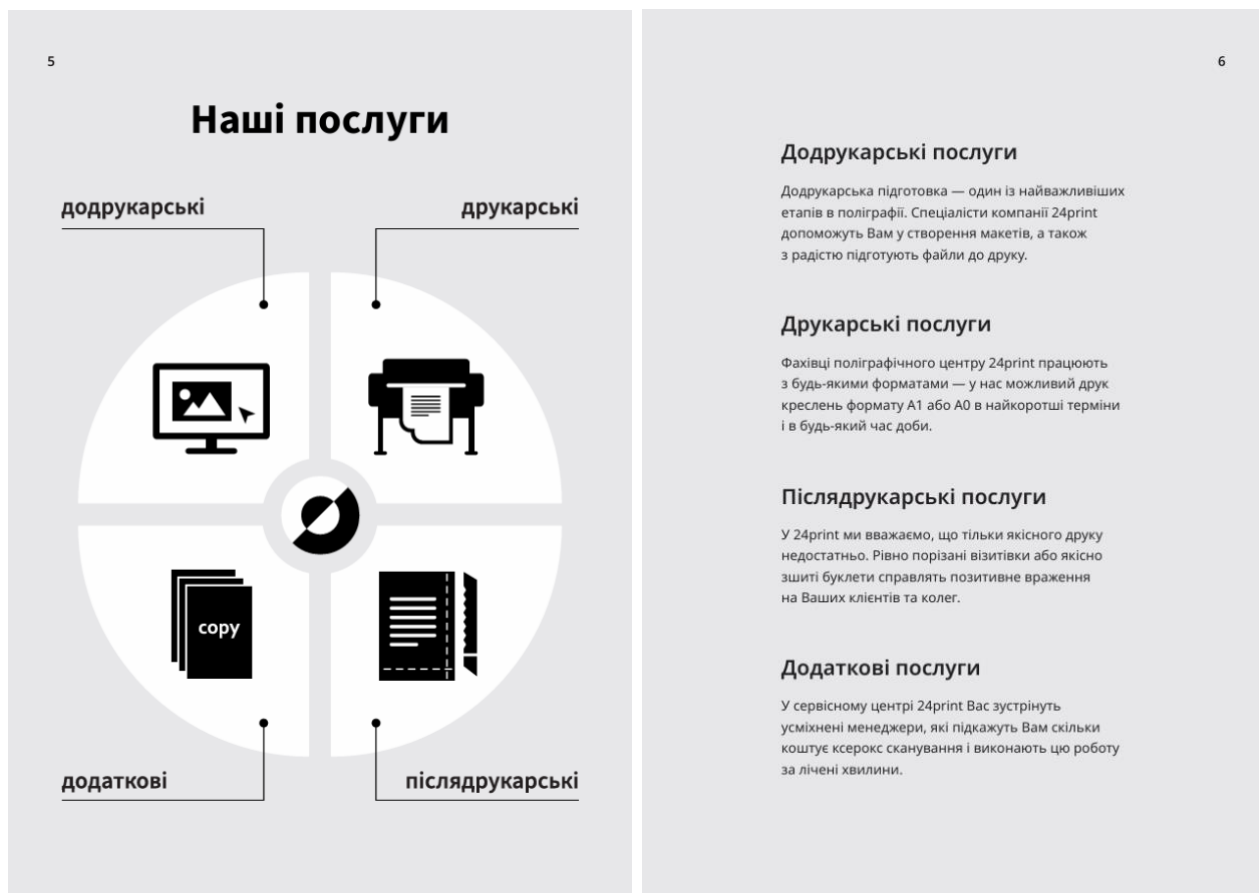 5
Наші послуги
додрукарські
друкарські
copy
додаткові
післядрукарські
6
Додрукарські послуги
Додрукарська підготовка — один із найважливіших
етапів в поліграфії. Спеціалісти компанії 24print
допоможуть Вам у створення макетів, а також
з радістю підготують файли до друку.
Друкарські послуги
Фахівці поліграфічного центру 24print працюють
з будь-якими форматами — у нас можливий друк
креслень формату А1 або А0 в найкоротші терміни
і в будь-який час доби.
Післядрукарські послуги
У 24print ми вважаємо, що тільки якісного друку
недостатньо. Рівно порізані візитівки або якісно
зшиті буклети справлять позитивне враження
на Ваших клієнтів та колег.
Додаткові послуги
У сервісному центрі 24print Вас зустрінуть
усміхнені менеджери, які підкажуть Вам скільки
коштує ксерокс сканування і виконають цю роботу
за лічені хвилини.